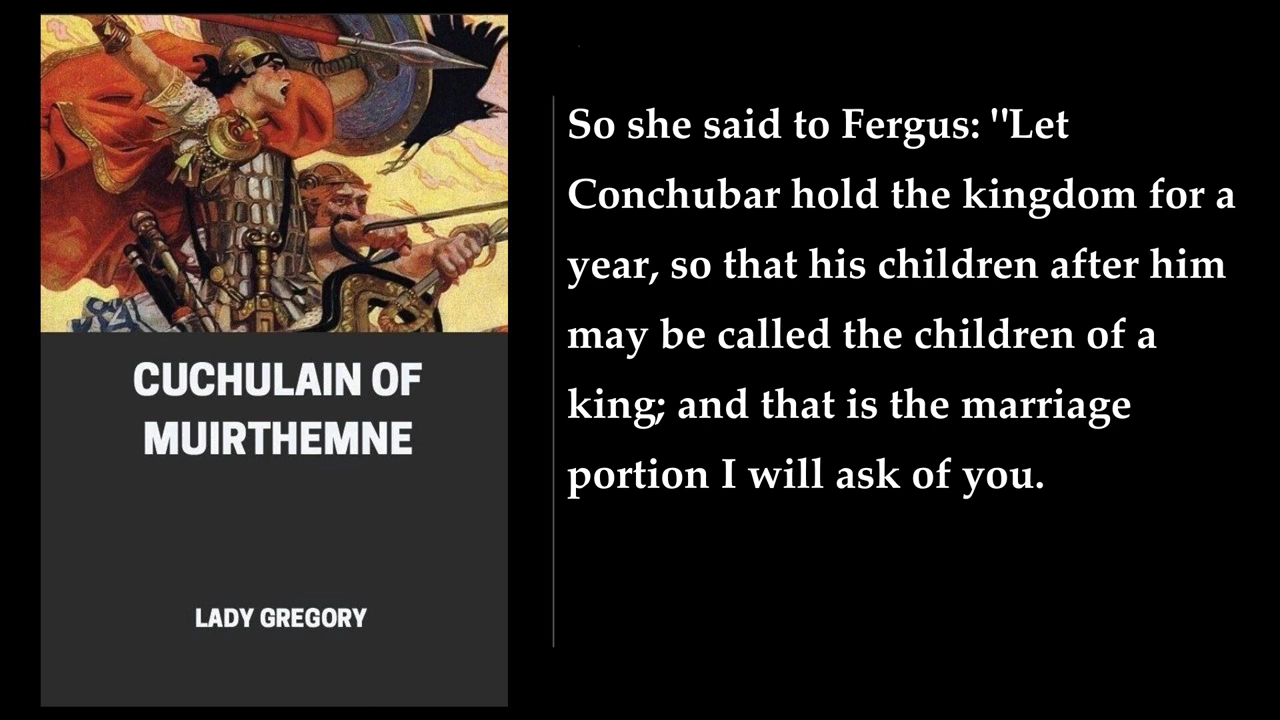 CUCHULAIN OF
MUIRTHEMNE
LADY GREGORY
So she said to Fergus: "Let
Conchubar hold the kingdom for a
year, so that his children after him
may be called the children of a
king; and that is the marriage
portion I will ask of you.